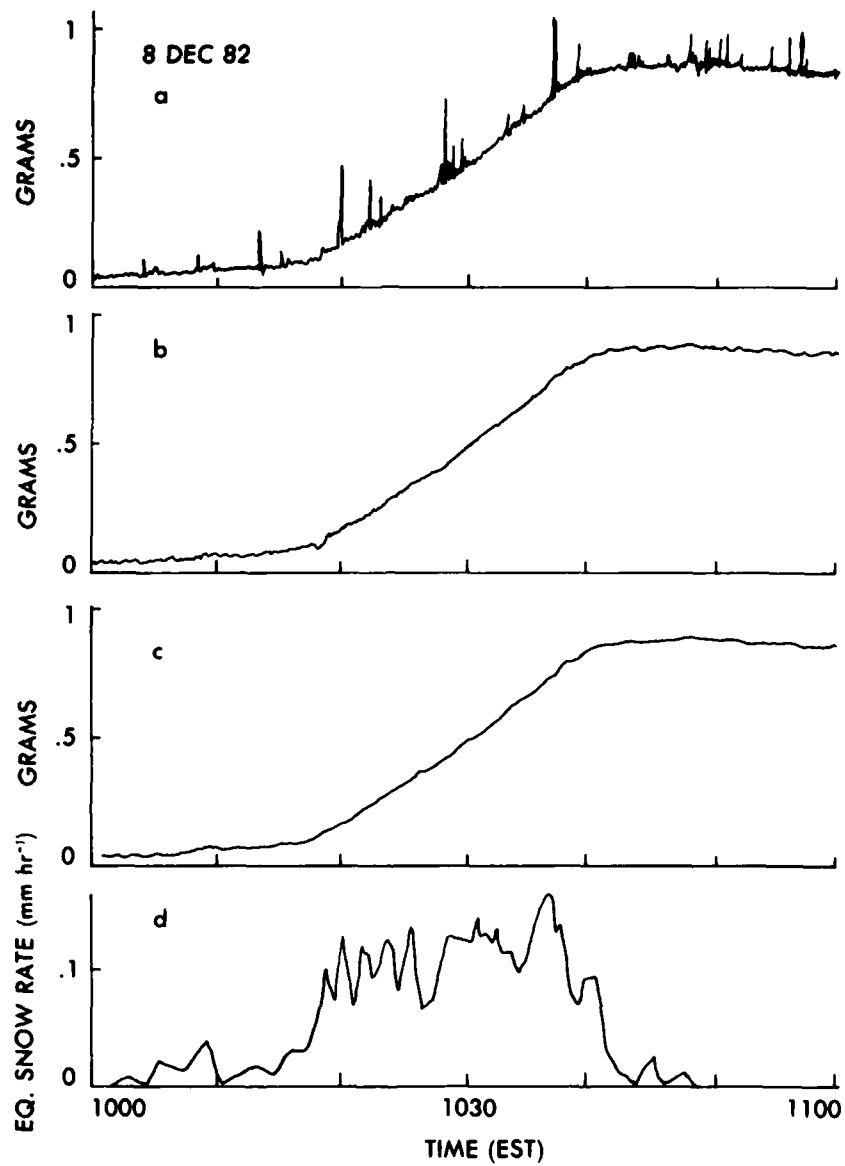 1
8 DEC 82
a
GRAMS
.5
0
1
b
GRAMS
.5
0
1
c
GRAMS
.5
0
EQ. SNOW RATE (mm hr⁻¹)
d
.1
0
1000 1030 1100
TIME (EST)